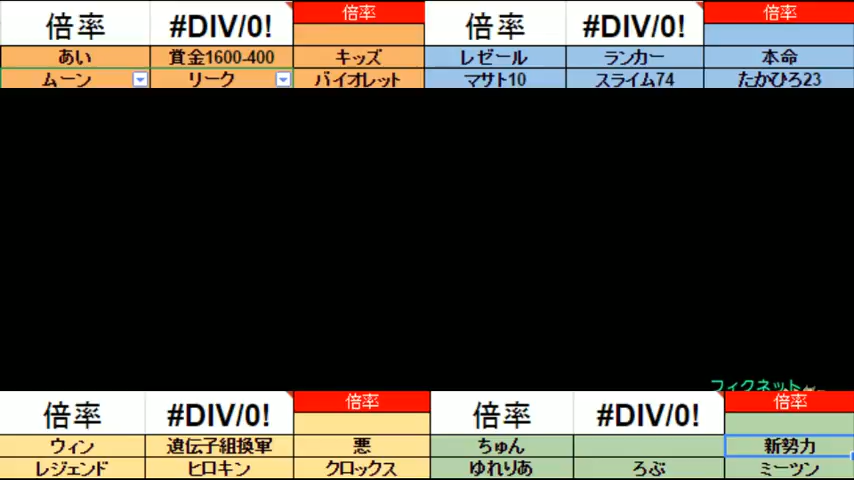 倍率 #DIV/0! 倍率 倍率 #DIV/0! 倍率
あい 賞金1600-400 キッズ レゼール ランカー 本命
ムーン リーク バイオレット マサト10 スライム74 たかひろ23
フィクネット
倍率 #DIV/0! 倍率 倍率 #DIV/0! 倍率
ウィン 遺伝子組換軍 悪 ちゅん 新勢力
レジェンド ヒロキン クロックス ゆれりあ ろぶ ミーツン